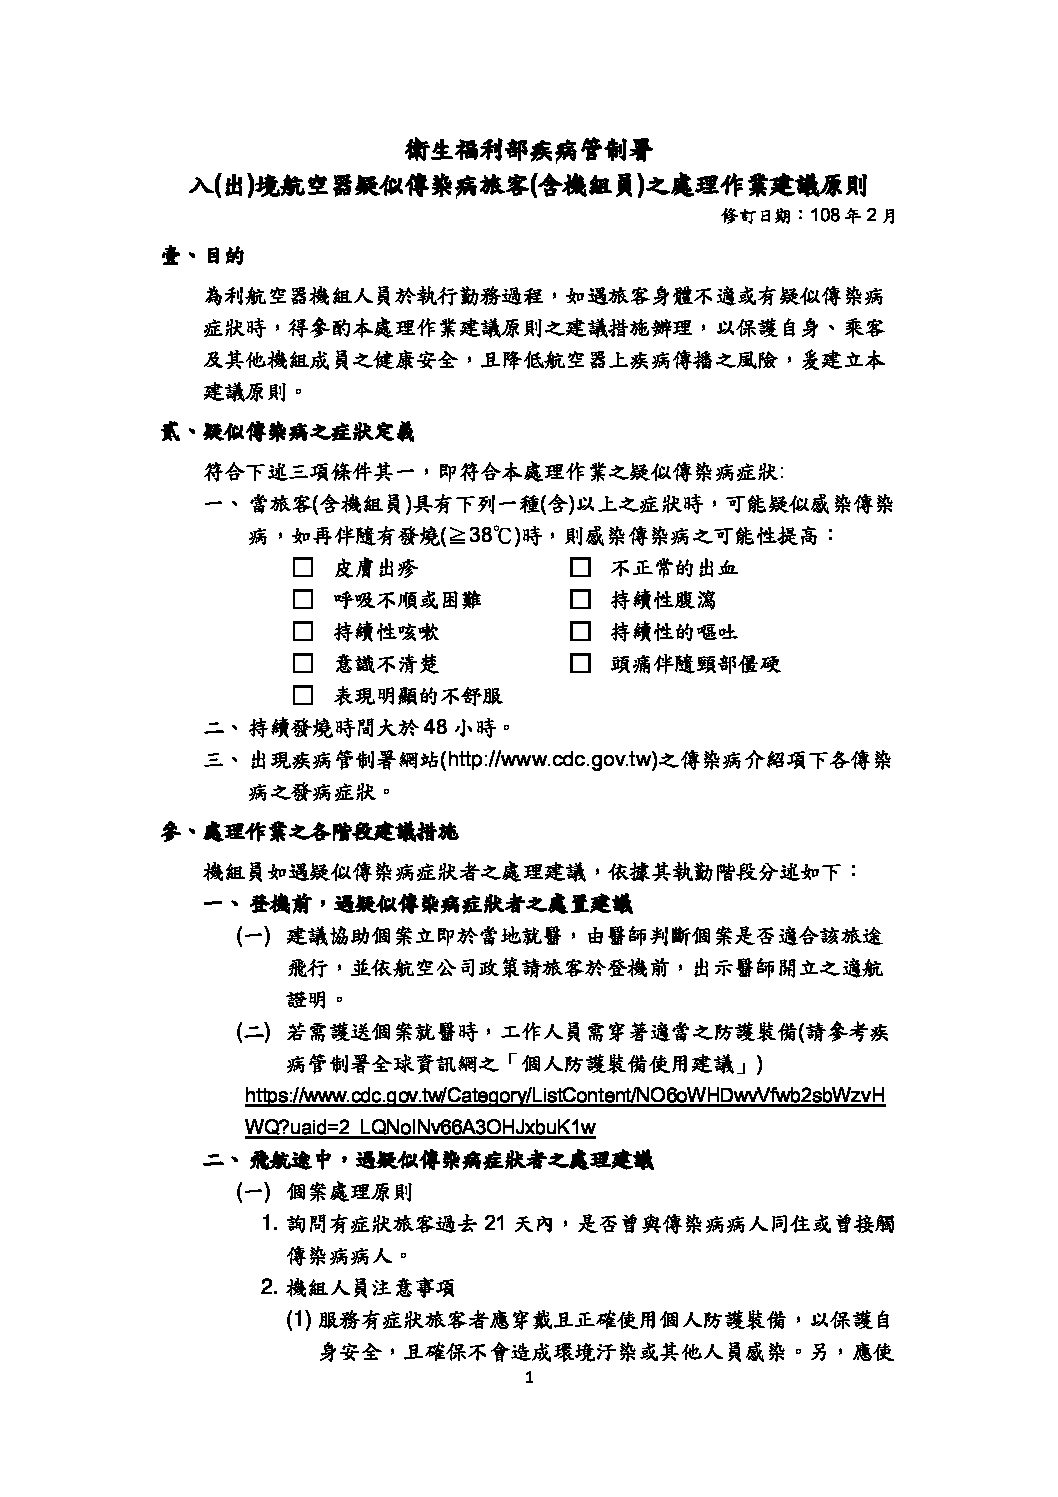 衛生福利部疾病管制署
入(出)境航空器疑似傳染病旅客(含機組員)之處理作業建議原則
修訂日期：108 年 2 月
壹、目的
為利航空器機組人員於執行勤務過程，如遇旅客身體不適或有疑似傳染病
症狀時，得參酌本處理作業建議原則之建議措施辦理，以保護自身、乘客
及其他機組成員之健康安全，且降低航空器上疾病傳播之風險，爰建立本
建議原則。
貳、疑似傳染病之症狀定義
符合下述三項條件其一，即符合本處理作業之疑似傳染病症狀:
一、 當旅客(含機組員)具有下列一種(含)以上之症狀時，可能疑似感染傳染
病，如再伴隨有發燒(≧38℃)時，則感染傳染病之可能性提高：
□ 皮膚出疹 □ 不正常的出血
□ 呼吸不順或困難 □ 持續性腹瀉
□ 持續性咳嗽 □ 持續性的嘔吐
□ 意識不清楚 □ 頭痛伴隨頸部僵硬
□ 表現明顯的不舒服
二、 持續發燒時間大於 48 小時。
三、 出現疾病管制署網站(http://www.cdc.gov.tw)之傳染病介紹項下各傳染
病之發病症狀。
參、處理作業之各階段建議措施
機組員如遇疑似傳染病症狀者之處理建議，依據其執勤階段分述如下：
一、 登機前，遇疑似傳染病症狀者之處置建議
(一) 建議協助個案立即於當地就醫，由醫師判斷個案是否適合該旅途
飛行，並依航空公司政策請旅客於登機前，出示醫師開立之適航
證明。
(二) 若需護送個案就醫時，工作人員需穿著適當之防護裝備(請參考疾
病管制署全球資訊網之「個人防護裝備使用建議」)
https://www.cdc.gov.tw/Category/ListContent/NO6oWHDwvVfwb2sbWzvH
WQ?uaid=2_LQNoINv66A3OHJxbuK1w
二、 飛航途中，遇疑似傳染病症狀者之處理建議
(一) 個案處理原則
1. 詢問有症狀旅客過去 21 天內，是否曾與傳染病病人同住或曾接觸
傳染病病人。
2. 機組人員注意事項
(1) 服務有症狀旅客者應穿戴且正確使用個人防護裝備，以保護自
身安全，且確保不會造成環境汙染或其他人員感染。另，應使
1